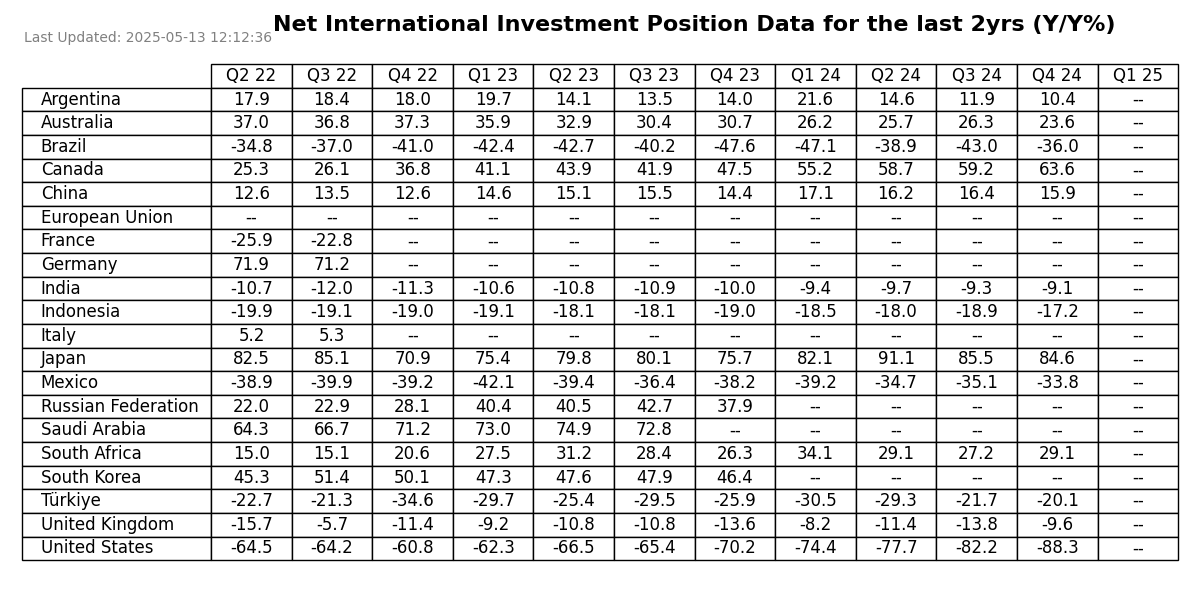 Net International Investment Position Data for the last 2yrs (Y/Y%)
Last Updated: 2025-05-13 12:12:36
Q2 22 Q3 22 Q4 22 Q1 23 Q2 23 Q3 23 Q4 23 Q1 24 Q2 24 Q3 24 Q4 24 Q1 25
Argentina 17.9 18.4 18.0 19.7 14.1 13.5 14.0 21.6 14.6 11.9 10.4 --
Australia 37.0 36.8 37.3 35.9 32.9 30.4 30.7 26.2 25.7 26.3 23.6 --
Brazil -34.8 -37.0 -41.0 -42.4 -42.7 -40.2 -47.6 -47.1 -38.9 -43.0 -36.0 --
Canada 25.3 26.1 36.8 41.1 43.9 41.9 47.5 55.2 58.7 59.2 63.6 --
China 12.6 13.5 12.6 14.6 15.1 15.5 14.4 17.1 16.2 16.4 15.9 --
European Union -- -- -- -- -- -- -- -- -- -- -- --
France -25.9 -22.8 -- -- -- -- -- -- -- -- -- --
Germany 71.9 71.2 -- -- -- -- -- -- -- -- -- --
India -10.7 -12.0 -11.3 -10.6 -10.8 -10.9 -10.0 -9.4 -9.7 -9.3 -9.1 --
Indonesia -19.9 -19.1 -19.0 -19.1 -18.1 -18.1 -19.0 -18.5 -18.0 -18.9 -17.2 --
Italy 5.2 5.3 -- -- -- -- -- -- -- -- -- --
Japan 82.5 85.1 70.9 75.4 79.8 80.1 75.7 82.1 91.1 85.5 84.6 --
Mexico -38.9 -39.9 -39.2 -42.1 -39.4 -36.4 -38.2 -39.2 -34.7 -35.1 -33.8 --
Russian Federation 22.0 22.9 28.1 40.4 40.5 42.7 37.9 -- -- -- -- --
Saudi Arabia 64.3 66.7 71.2 73.0 74.9 72.8 -- -- -- -- -- --
South Africa 15.0 15.1 20.6 27.5 31.2 28.4 26.3 34.1 29.1 27.2 29.1 --
South Korea 45.3 51.4 50.1 47.3 47.6 47.9 46.4 -- -- -- -- --
Türkiye -22.7 -21.3 -34.6 -29.7 -25.4 -29.5 -25.9 -30.5 -29.3 -21.7 -20.1 --
United Kingdom -15.7 -5.7 -11.4 -9.2 -10.8 -10.8 -13.6 -8.2 -11.4 -13.8 -9.6 --
United States -64.5 -64.2 -60.8 -62.3 -66.5 -65.4 -70.2 -74.4 -77.7 -82.2 -88.3 --